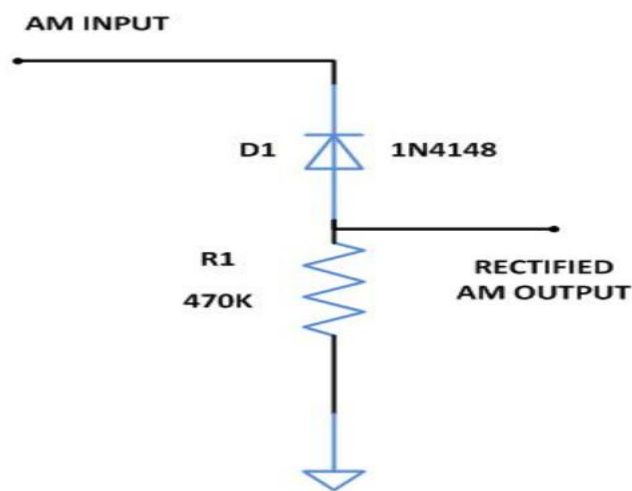 AM INPUT
D1 1N4148
R1
470K
RECTIFIED
AM OUTPUT